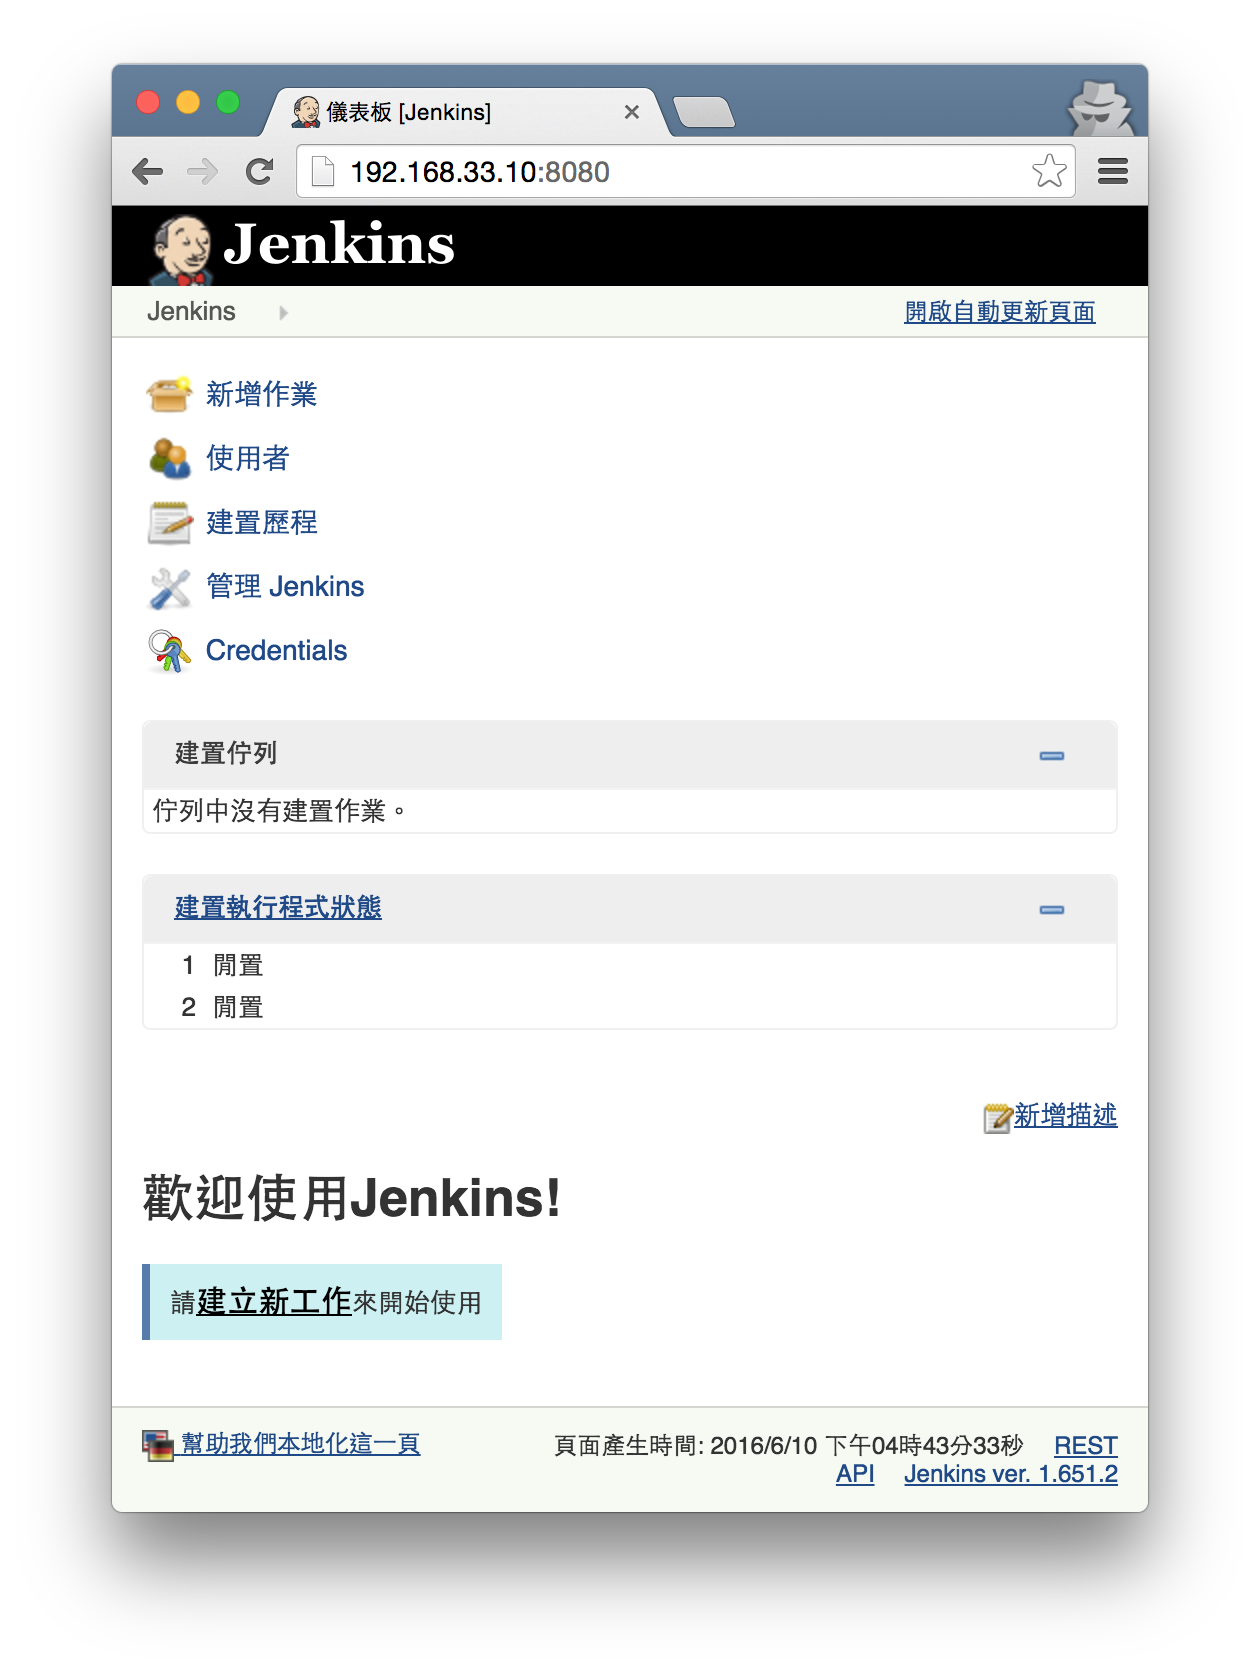 儀表板 [Jenkins]
192.168.33.10:8080
Jenkins
Jenkins
開啟自動更新頁面
新增作業
使用者
建置歷程
管理 Jenkins
Credentials
建置佇列
佇列中沒有建置作業。
建置執行程式狀態
1 閒置
2 閒置
新增描述
歡迎使用Jenkins!
請建立新工作來開始使用
幫助我們本地化這一頁
頁面產生時間: 2016/6/10 下午04時43分33秒 REST
API Jenkins ver. 1.651.2